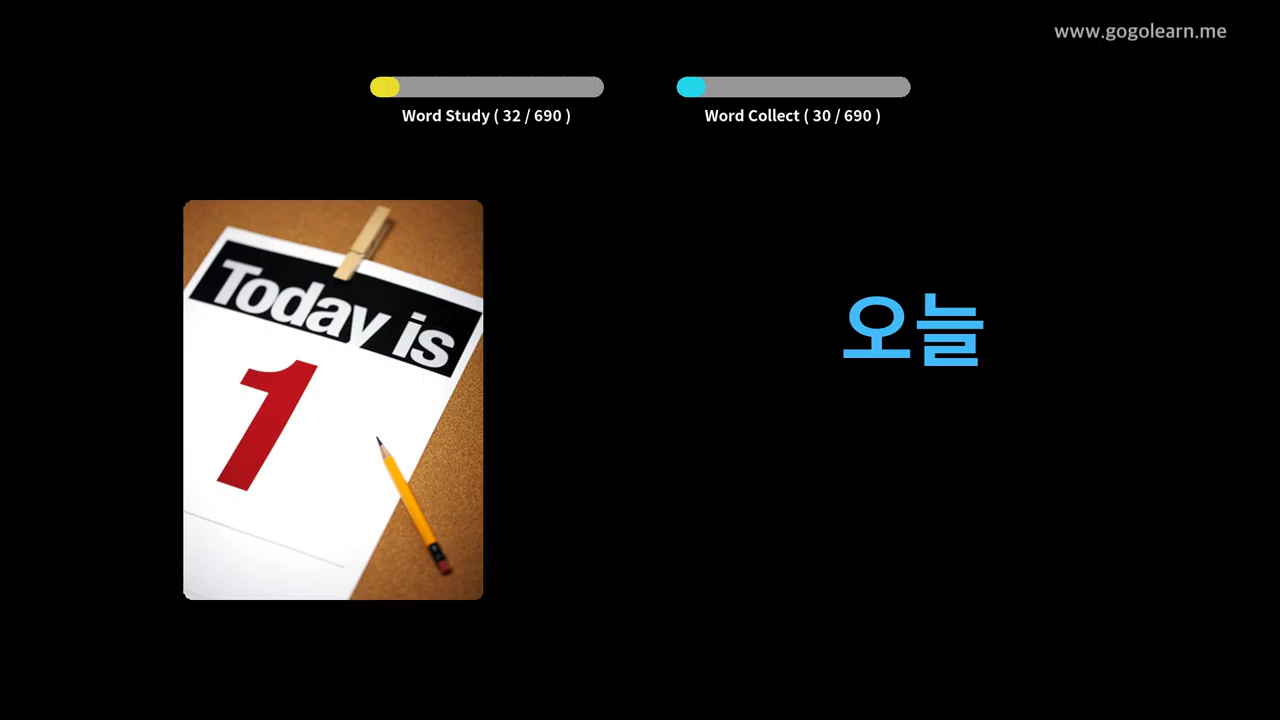 www.gogolearn.me
Word Study ( 32 / 690 )
Word Collect ( 30 / 690 )
Today is
1
오늘